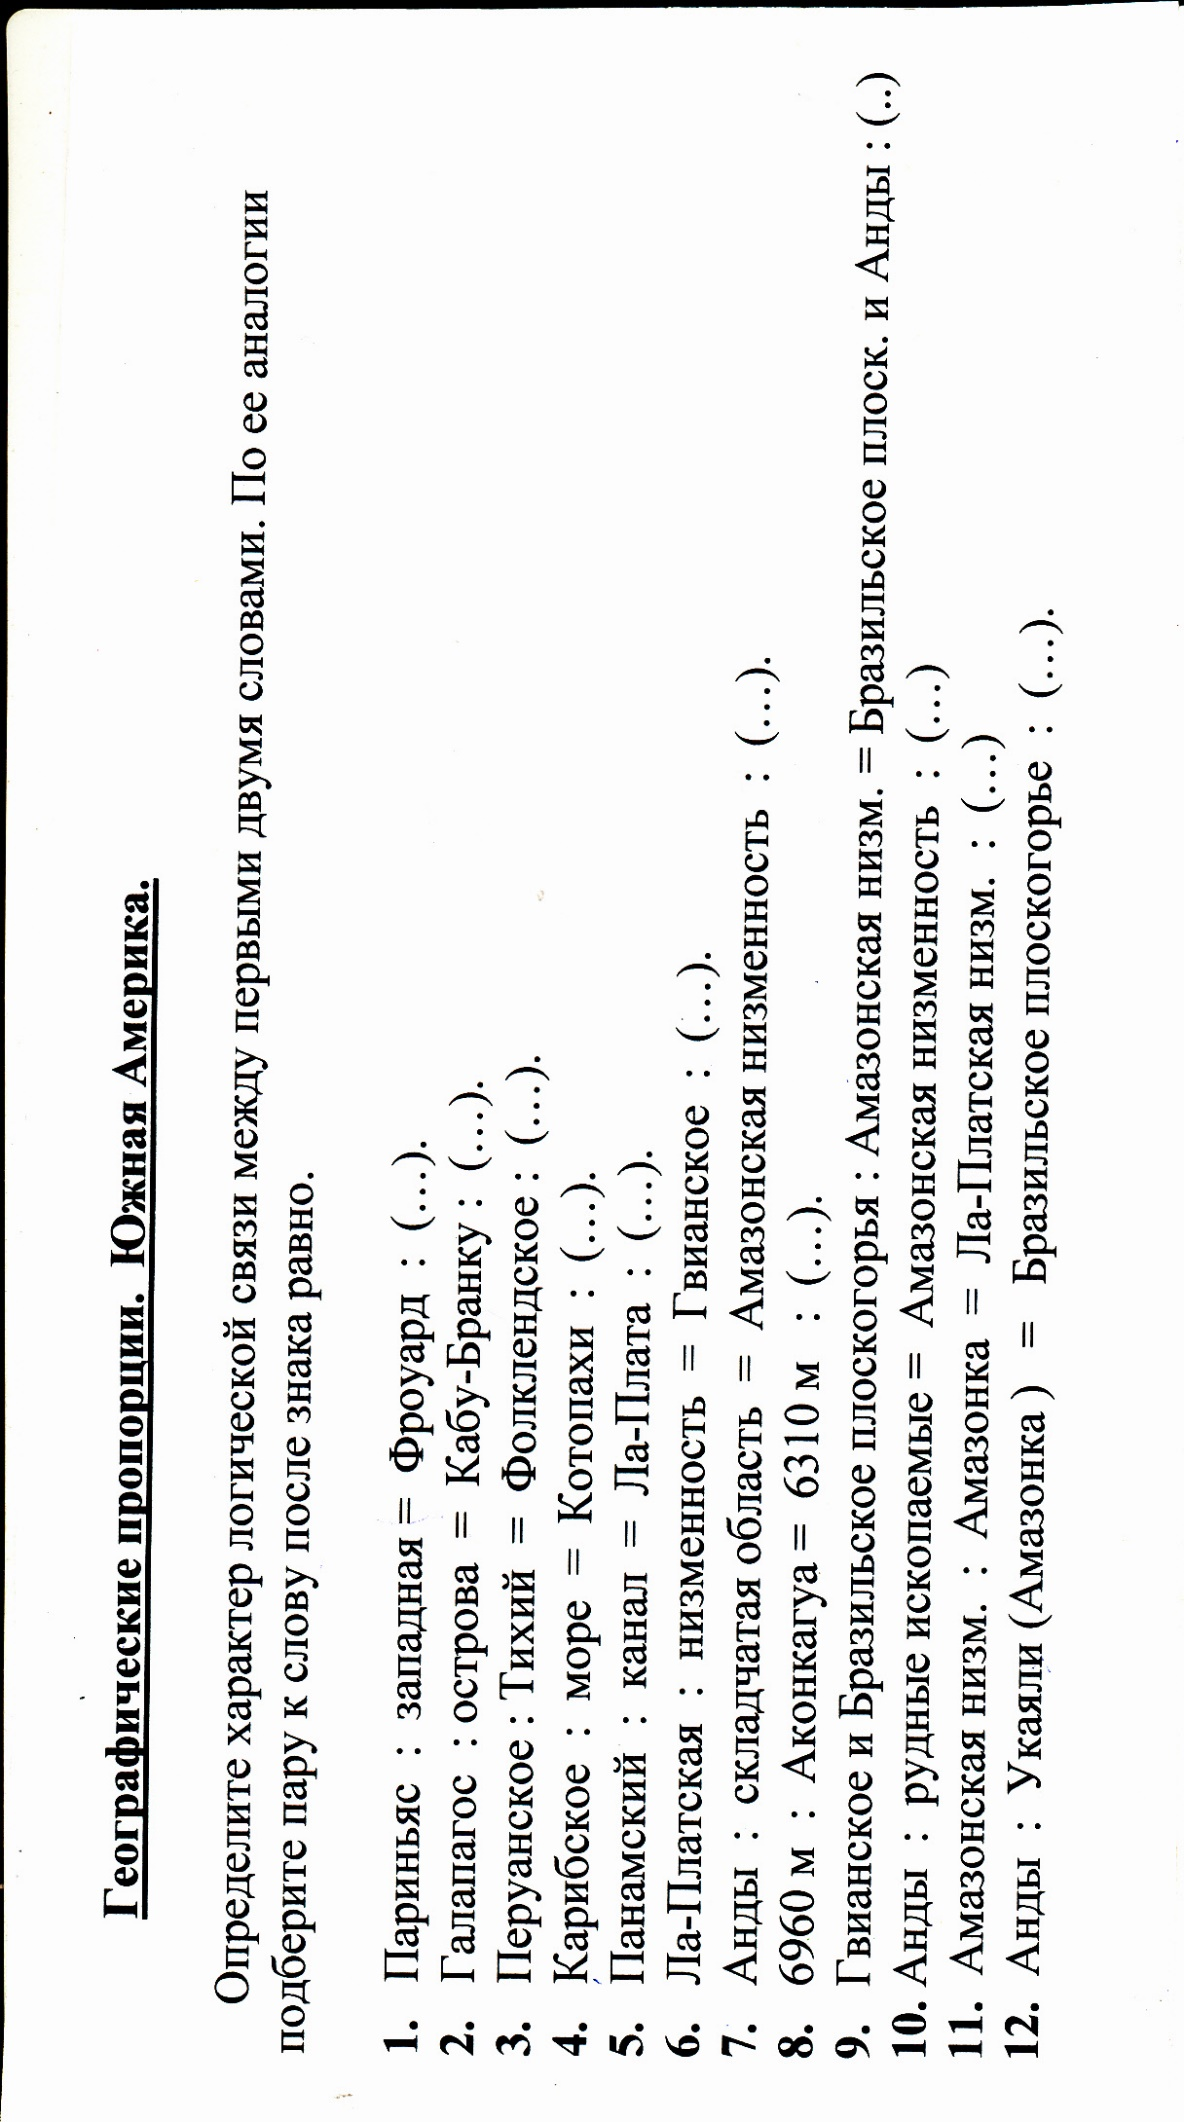 Географические пропорции. Южная Америка.
Определите характер логической связи между первыми двумя словами. По ее аналогии
подберите пару к слову после знака равно.
1. Париньяс : западная = Фроуард : (…).
2. Галапагос : острова = Кабу-Бранку : (…).
3. Перуанское : Тихий = Фолклендское : (…).
4. Карибское : море = Котопахи : (…).
5. Панамский : канал = Ла-Плата : (…).
6. Ла-Платская : низменность = Гвианское : (…).
7. Анды : складчатая область = Амазонская низменность : (…).
8. 6960 м : Аконкагуа = 6310 м : (…).
9. Гвианское и Бразильское плоскогорья : Амазонская низм. = Бразильское плоск. и Анды : (..)
10. Анды : рудные ископаемые = Амазонская низменность : (…)
11. Амазонская низм. : Амазонка = Ла-Платская низм. : (…)
12. Анды : Укаяли (Амазонка ) = Бразильское плоскогорье : (…).